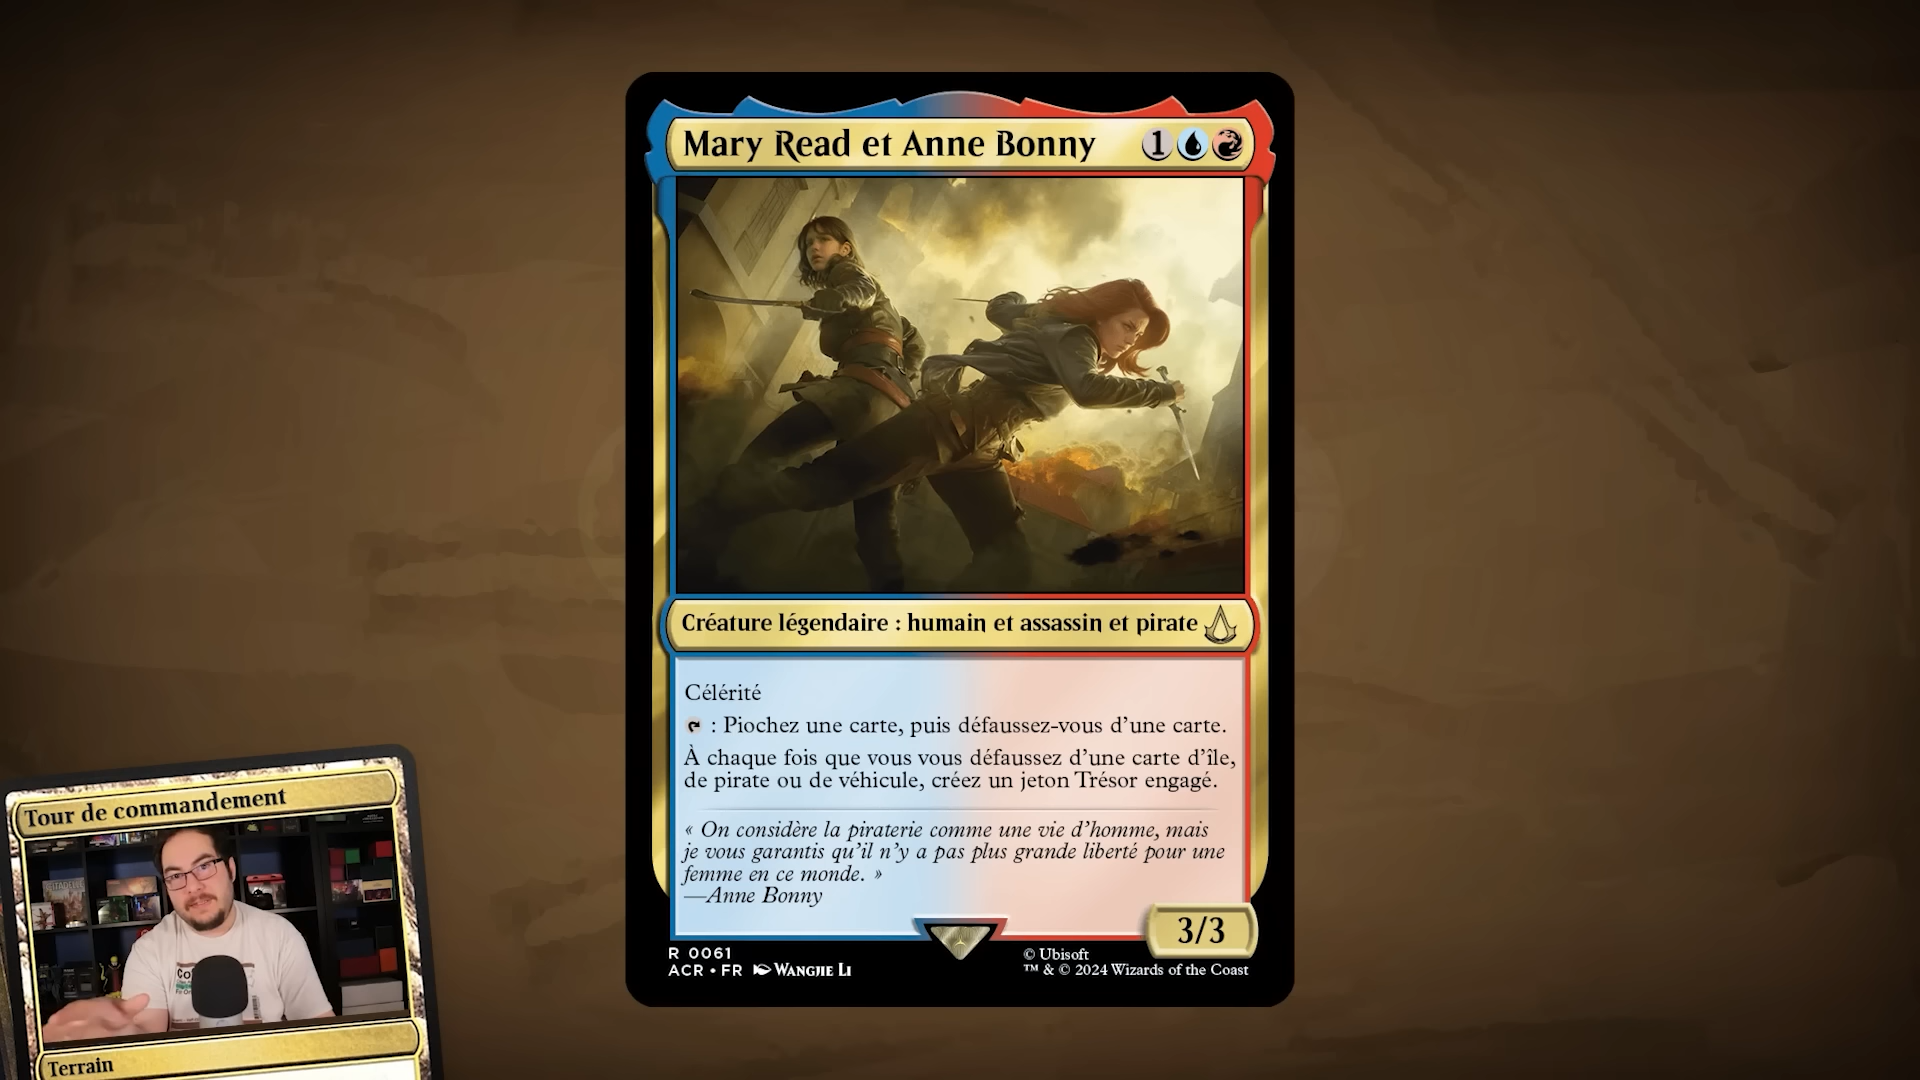 Mary Read et Anne Bonny
1
Créature légendaire : humain et assassin et pirate
Célérité
: Piochez une carte, puis défaussez-vous d'une carte.
À chaque fois que vous vous défaussez d'une carte d'île,
de pirate ou de véhicule, créez un jeton Trésor engagé.
« On considère la piraterie comme une vie d'homme, mais
je vous garantis qu'il n'y a pas plus grande liberté pour une
femme en ce monde. »
—Anne Bonny
3/3
R 0061
ACR • FR Wangjie Li
© Ubisoft
™ & © 2024 Wizards of the Coast
Tour de commandement
Terrain